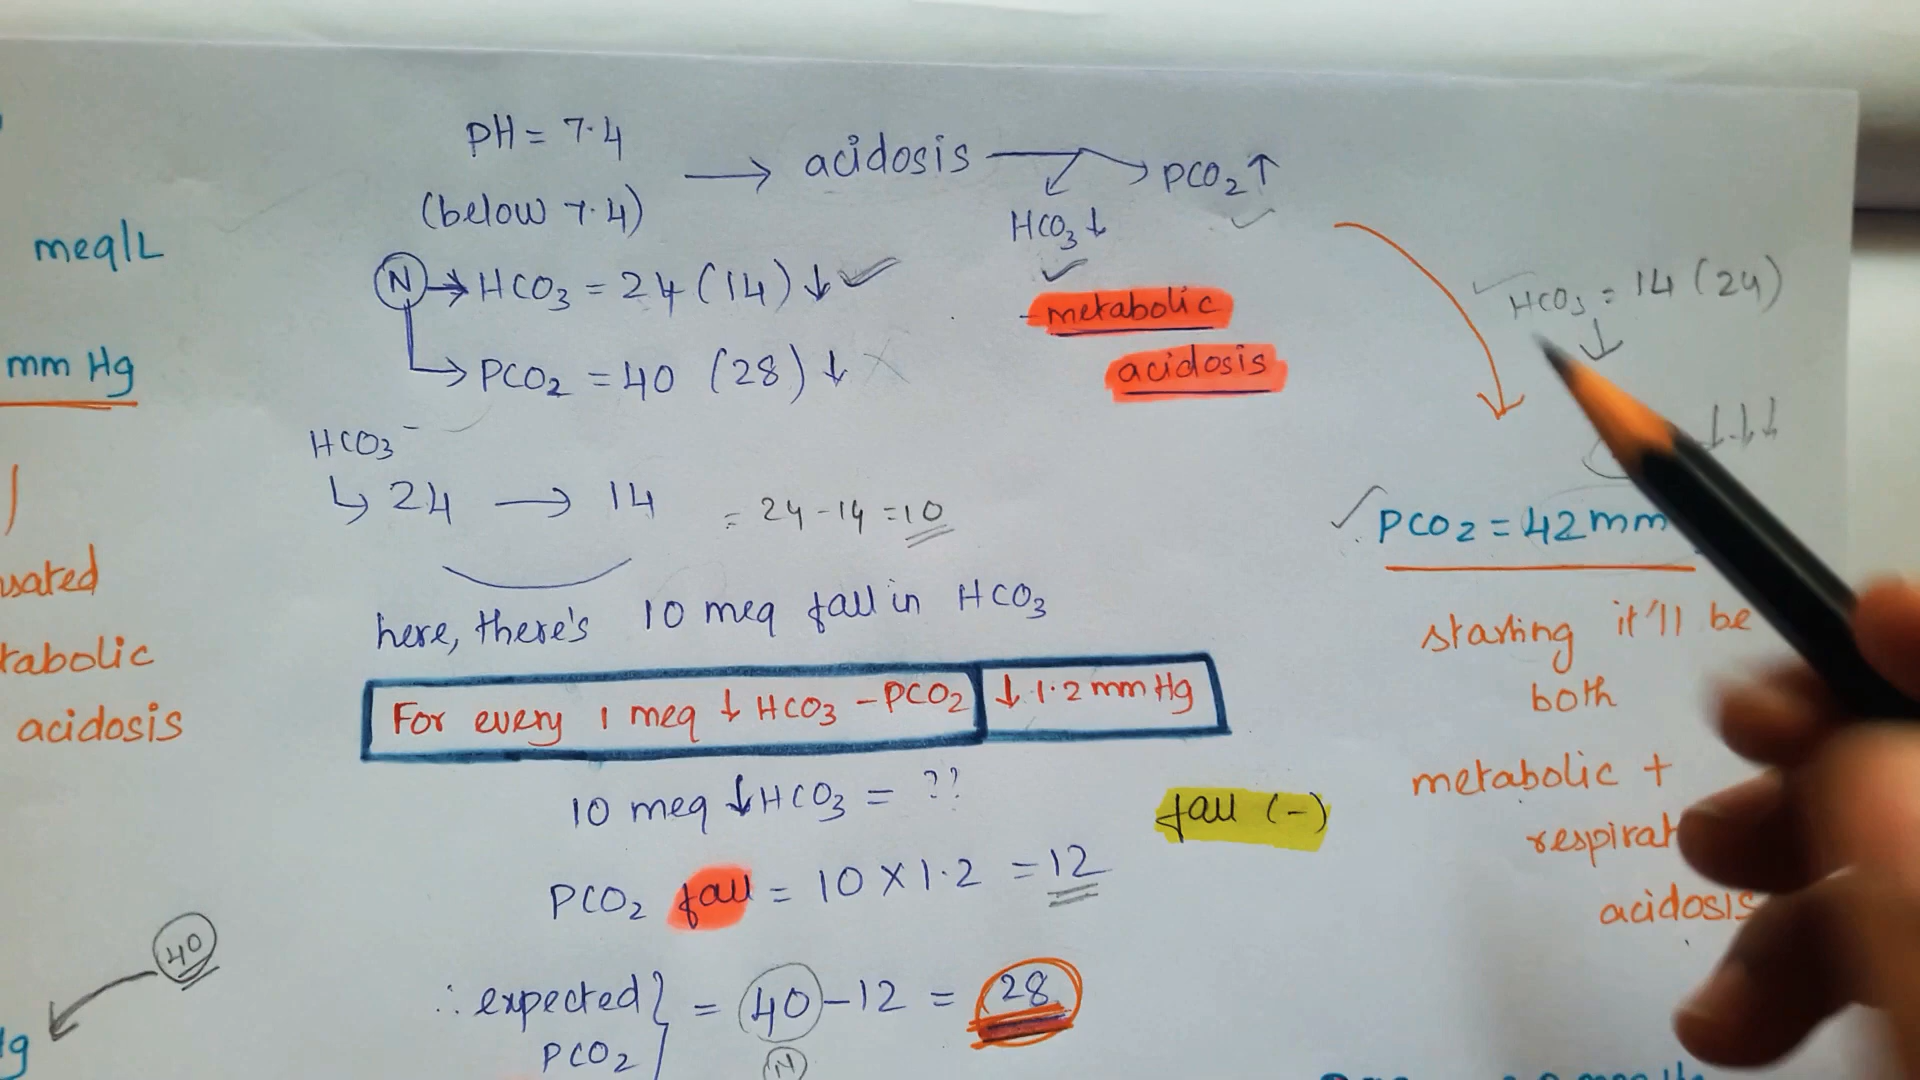 meq/L
mm Hg
acidosis
40
PH = 7.4
(below 7.4)
→ acidosis
PCO2 ↑
HCO3 ↓
N → HCO3 = 24 (14) ↓ ✓
→ PCO2 = 40 (28) ↓ ×
- metabolic
acidosis
HCO3⁻
↳ 24 → 14 = 24 - 14 = 10
here, there's 10 meq fall in HCO3
For every 1 meq ↓ HCO3 - PCO2 ↓ 1.2 mm Hg
10 meq ↓ HCO3 = ??
fall (-)
PCO2 fall = 10 × 1.2 = 12
∴ expected } = 40 - 12 = 28
PCO2
N
HCO3 = 14 (24)
↓
↓↓↓
✓ PCO2 = 42 mm
starting it'll be
both
metabolic +
respirat
acidosis